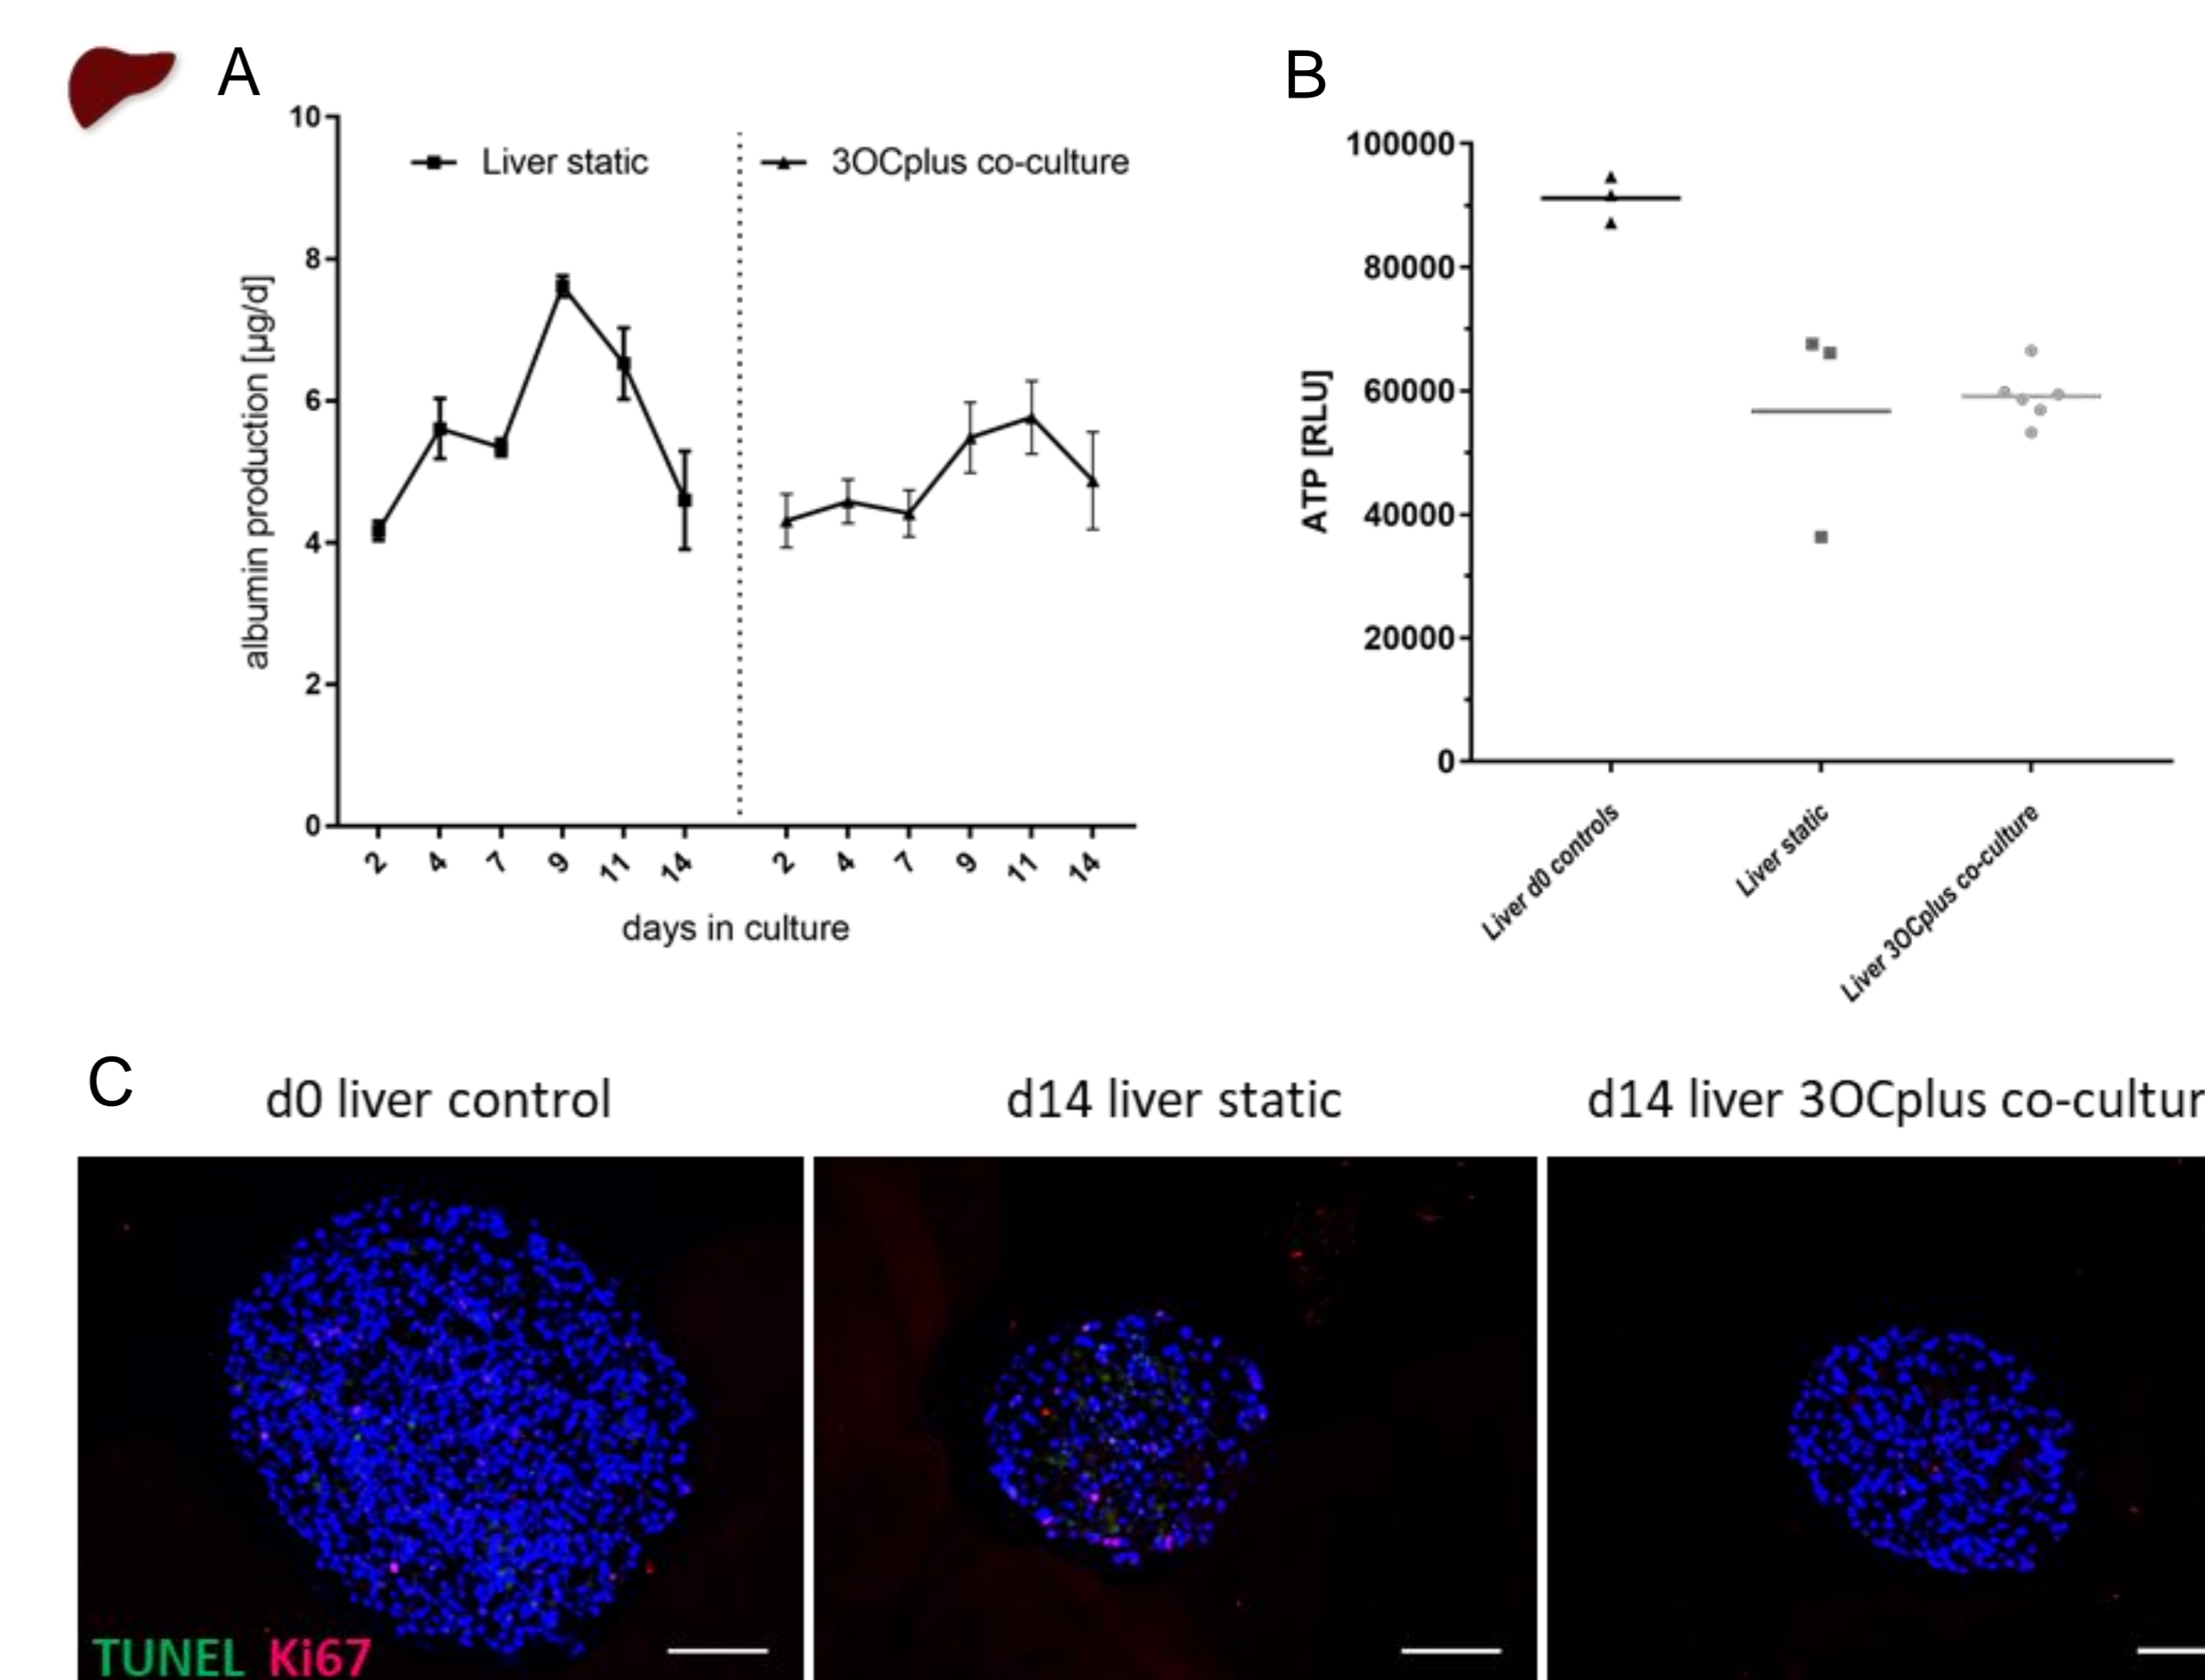 A
10
8
6
4
2
0
albumin production [µg/d]
Liver static
3OCplus co-culture
2 4 7 9 11 14 2 4 7 9 11 14
days in culture
B
100000
80000
60000
40000
20000
0
ATP [RLU]
Liver d0 controls
Liver static
Liver 3OCplus co-culture
C
d0 liver control
d14 liver static
d14 liver 3OCplus co-cultur
TUNEL Ki67